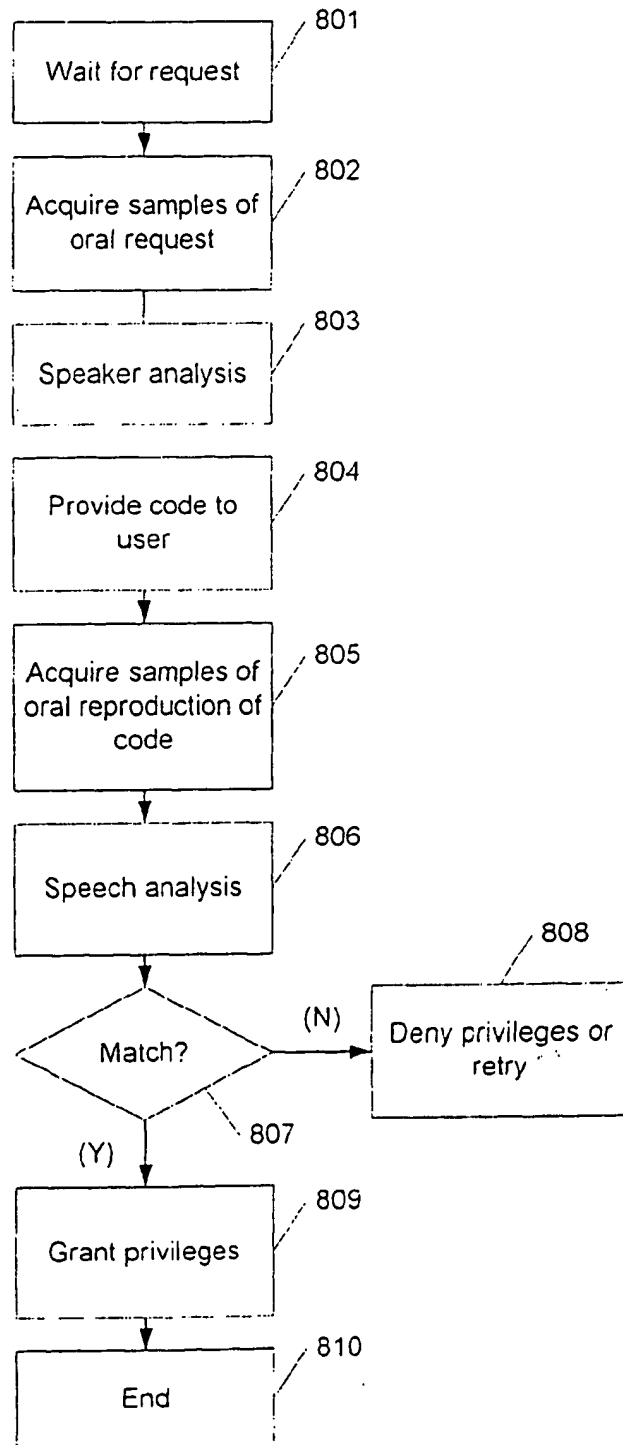 801
Wait for request
802
Acquire samples of
oral request
803
Speaker analysis
804
Provide code to
user
805
Acquire samples of
oral reproduction of
code
806
Speech analysis
808
(N)
Deny privileges or
retry
Match?
807
(Y)
809
Grant privileges
810
End